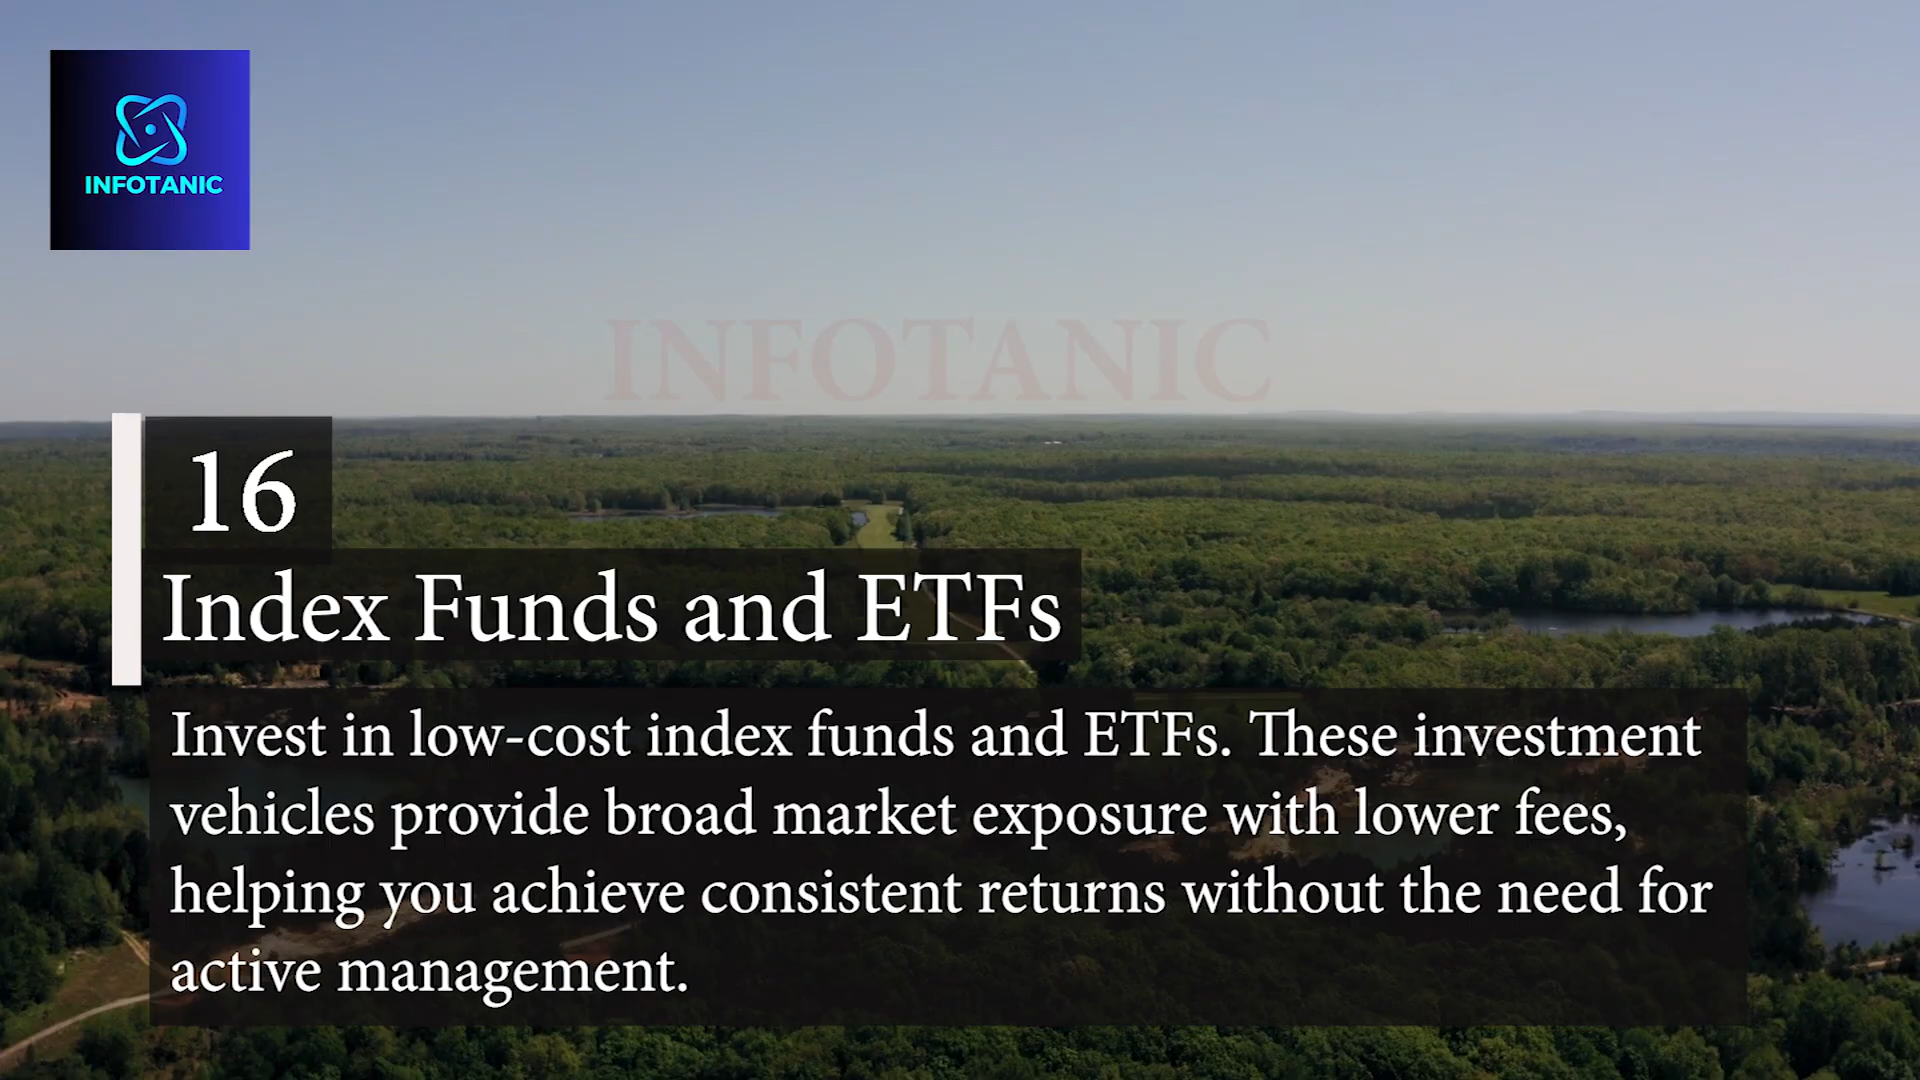 INFOTANIC
INFOTANIC
16
Index Funds and ETFs
Invest in low-cost index funds and ETFs. These investment
vehicles provide broad market exposure with lower fees,
helping you achieve consistent returns without the need for
active management.